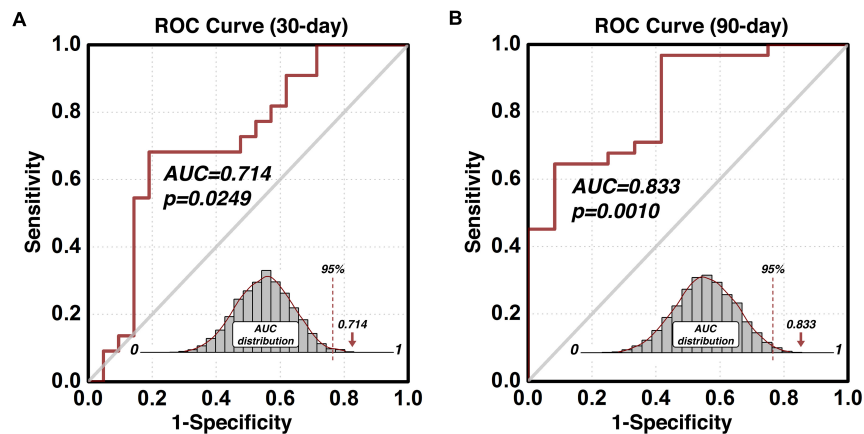 A
ROC Curve (30-day)
1.0
0.8
0.6
0.4
0.2
0.0
Sensitivity
AUC=0.714
p=0.0249
95%
0.714
AUC
distribution
0
1
0.0
0.2
0.4
0.6
0.8
1.0
1-Specificity
B
ROC Curve (90-day)
1.0
0.8
0.6
0.4
0.2
0.0
Sensitivity
AUC=0.833
p=0.0010
95%
0.833
AUC
distribution
0
1
0.0
0.2
0.4
0.6
0.8
1.0
1-Specificity